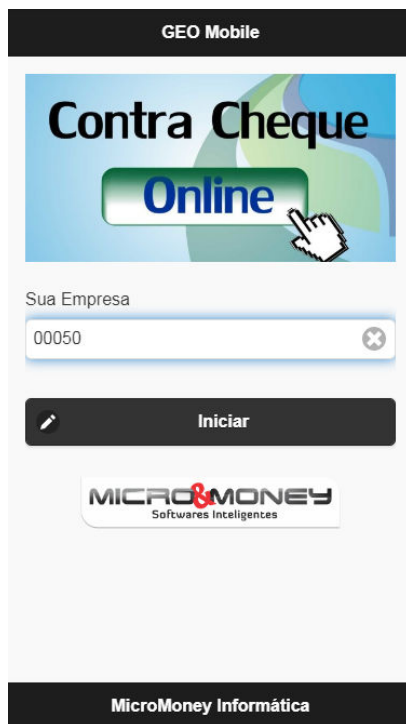 GEO Mobile
Contra Cheque
Online
Sua Empresa
00050
Iniciar
MICRO&MONEY
Softwares Inteligentes
MicroMoney Informática